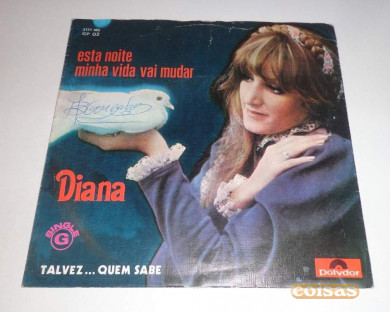 esta noite
minha vida vai mudar
Diana
SINGLE
G
TALVEZ... QUEM SABE
Polydor
coisas